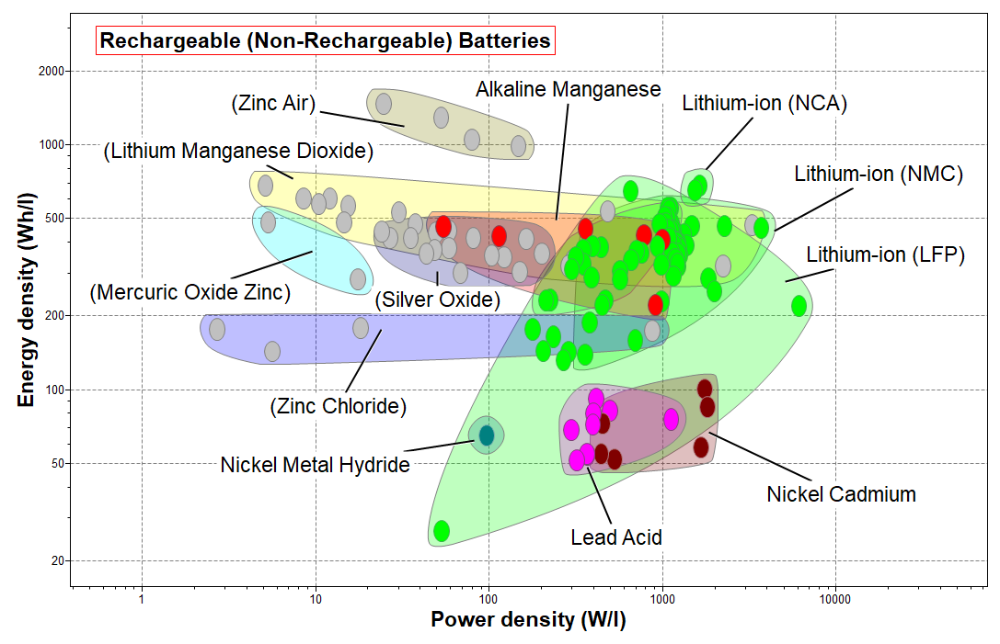 Rechargeable (Non-Rechargeable) Batteries
2000
1000
500
200
100
50
20
Energy density (Wh/l)
(Zinc Air)
Alkaline Manganese
Lithium-ion (NCA)
(Lithium Manganese Dioxide)
Lithium-ion (NMC)
Lithium-ion (LFP)
(Mercuric Oxide Zinc)
(Silver Oxide)
(Zinc Chloride)
Nickel Metal Hydride
Nickel Cadmium
Lead Acid
1
10
100
1000
10000
Power density (W/l)